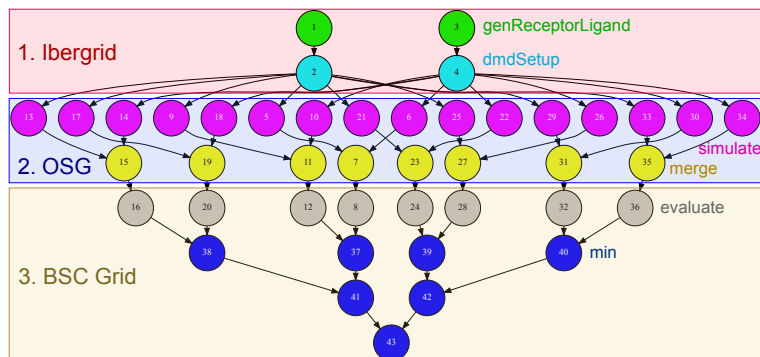 1 3 genReceptorLigand
1. Ibergrid
2 4 dmdSetup
13 17 14 9 18 5 10 21 6 25 22 29 26 33 30 34
simulate
15 19 11 7 23 27 31 35
2. OSG merge
16 20 12 8 24 28 32 36 evaluate
38 37 39 40 min
3. BSC Grid
41 42
43